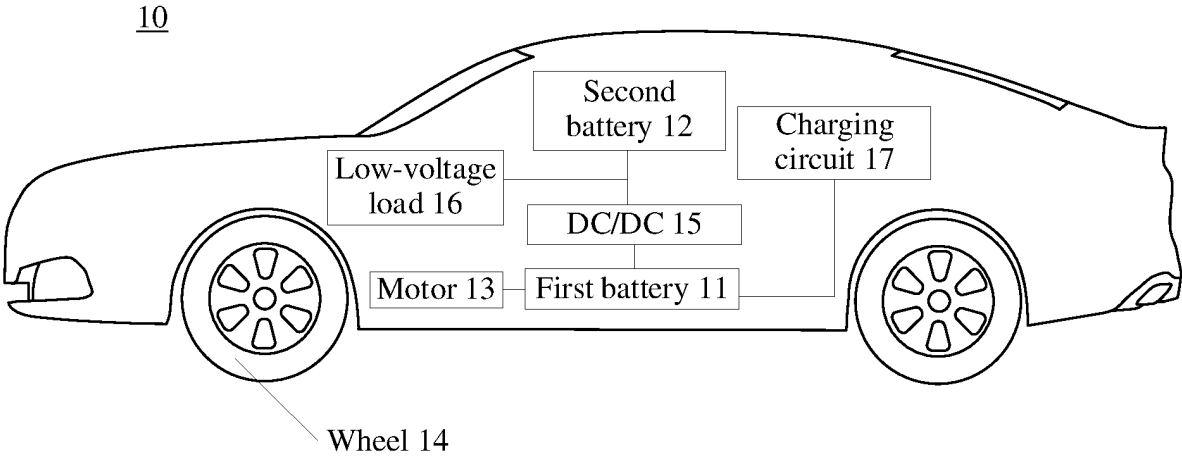 10
Second
battery 12
Charging
circuit 17
Low-voltage
load 16
DC/DC 15
Motor 13
First battery 11
Wheel 14